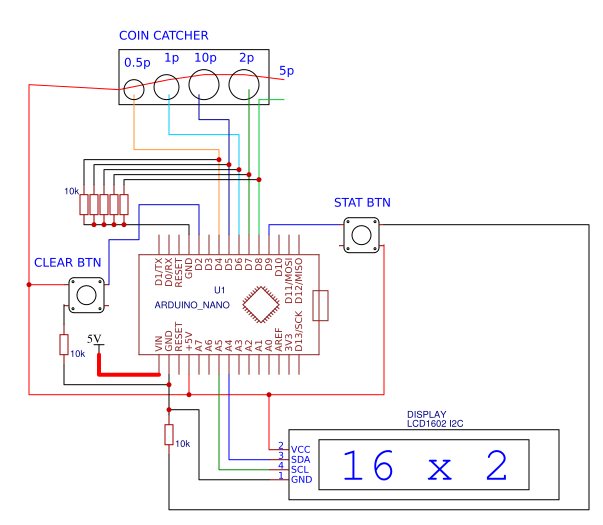 COIN CATCHER
0.5p 1p 10p 2p 5p
10k
STAT BTN
CLEAR BTN
D1/TX D0/RX RESET GND D2 D3 D4 D5 D6 D7 D8 D9 D10 D11/MOSI D12/MISO
U1
ARDUINO_NANO
VIN GND RESET +5V A7 A6 A5 A4 A3 A2 A1 A0 AREF 3V3 D13/SCK
5V
10k
10k
DISPLAY
LCD1602 I2C
2 VCC
3 SDA
4 SCL
1 GND
16 x 2